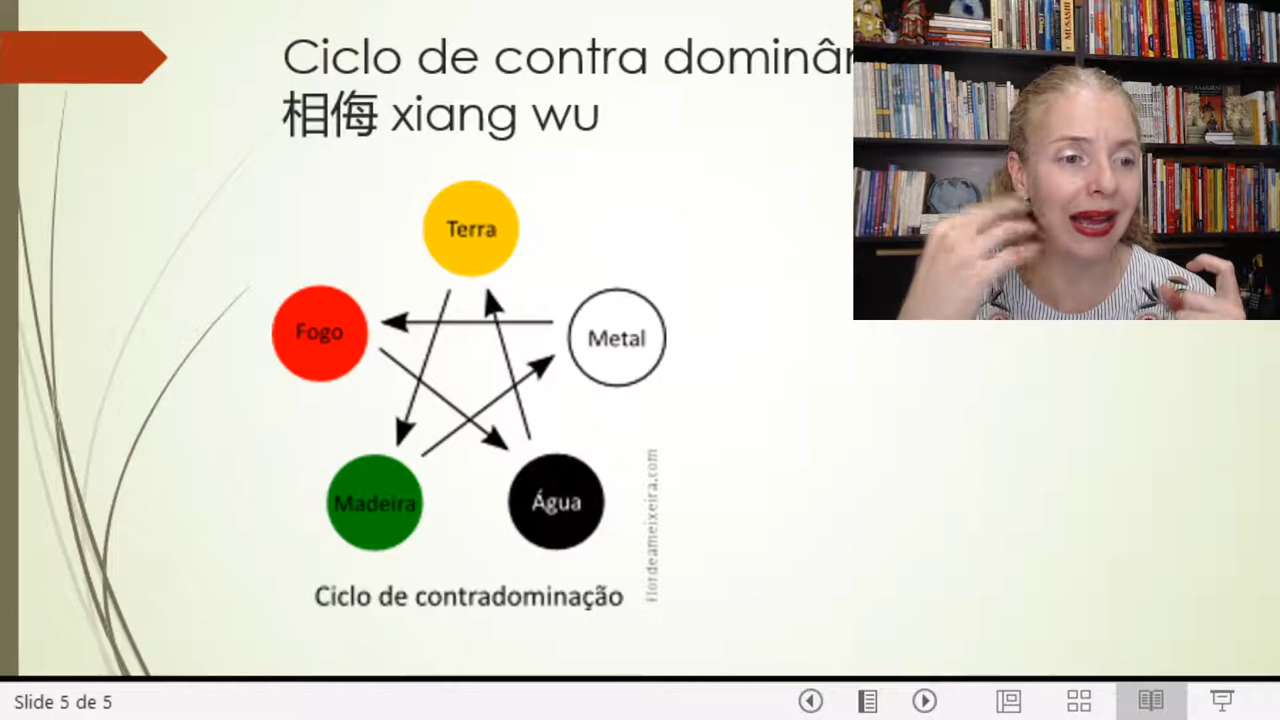 Ciclo de contra dominân
相侮 xiang wu
Terra
Fogo
Metal
Madeira
Água
flordeameixeira.com
Ciclo de contradominação
MUSASHI
Slide 5 de 5